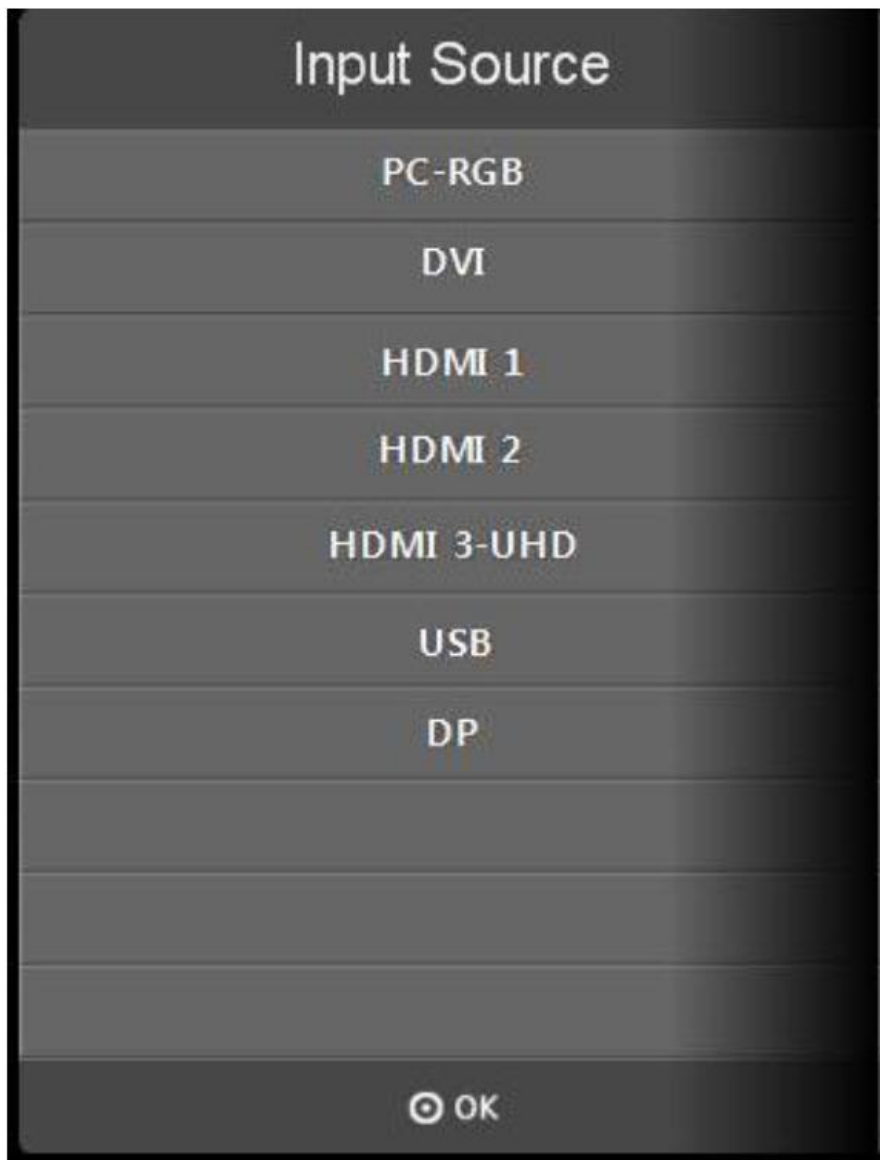 Input Source
PC-RGB
DVI
HDMI 1
HDMI 2
HDMI 3-UHD
USB
DP
OK